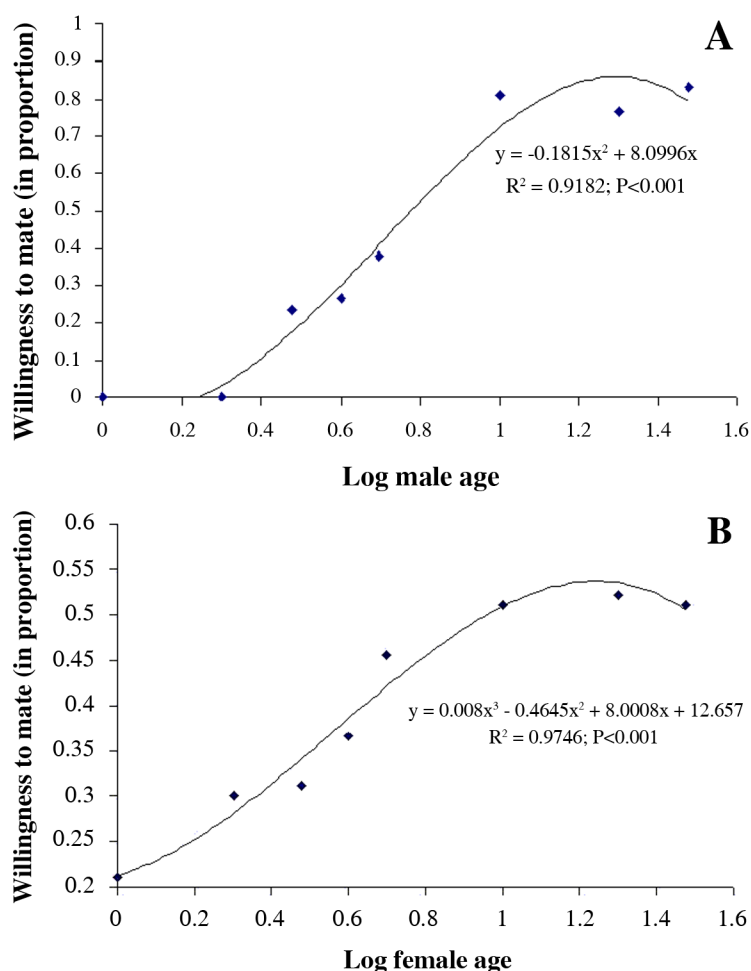 A
Willingness to mate (in proportion)
1
0.9
0.8
0.7
0.6
0.5
0.4
0.3
0.2
0.1
0
y = -0.1815x² + 8.0996x
R² = 0.9182; P<0.001
0 0.2 0.4 0.6 0.8 1 1.2 1.4 1.6
Log male age
B
Willingness to mate (in proportion)
0.6
0.55
0.5
0.45
0.4
0.35
0.3
0.25
0.2
y = 0.008x³ - 0.4645x² + 8.0008x + 12.657
R² = 0.9746; P<0.001
0 0.2 0.4 0.6 0.8 1 1.2 1.4 1.6
Log female age